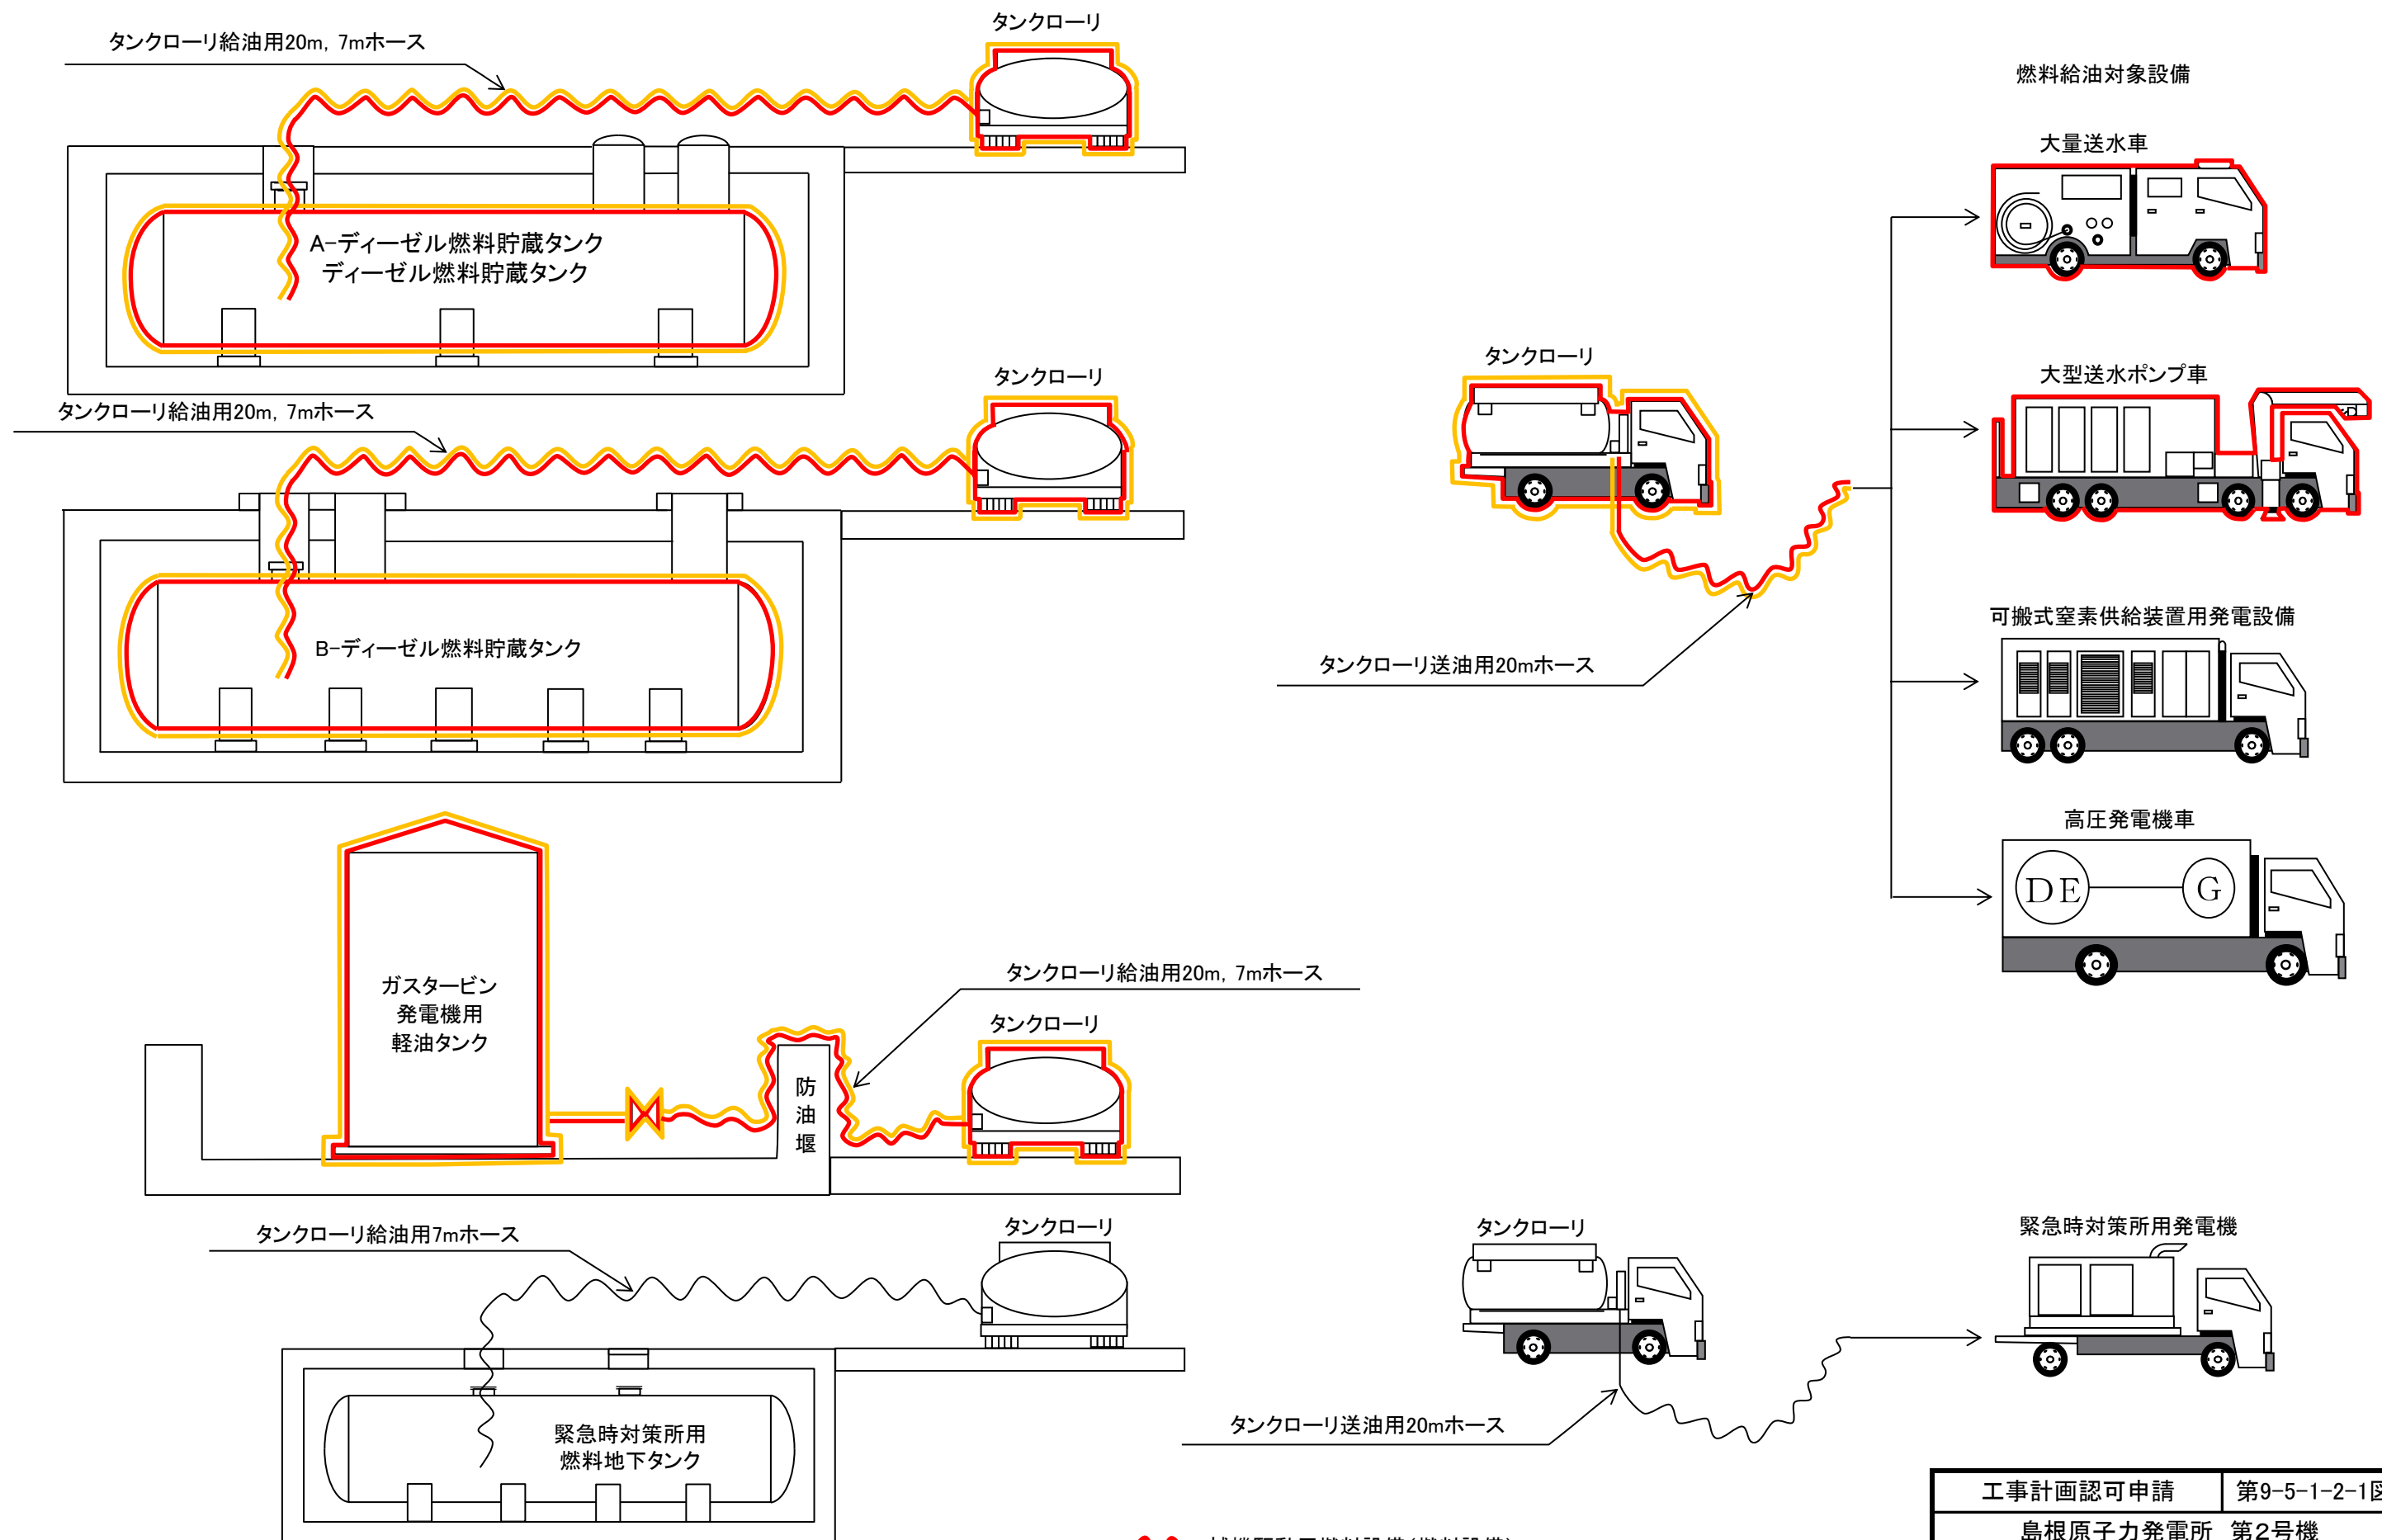 タンクローリ
タンクローリ給油用20m, 7mホース
燃料給油対象設備
大量送水車
A-ディーゼル燃料貯蔵タンク
ディーゼル燃料貯蔵タンク
タンクローリ
タンクローリ
大型送水ポンプ車
タンクローリ給油用20m, 7mホース
可搬式窒素供給装置用発電設備
B-ディーゼル燃料貯蔵タンク
タンクローリ送油用20mホース
高圧発電機車
DE
G
タンクローリ給油用20m, 7mホース
ガスタービン
発電機用
軽油タンク
タンクローリ
防油堰
タンクローリ給油用7mホース
タンクローリ
タンクローリ
緊急時対策所用発電機
タンクローリ送油用20mホース
緊急時対策所用
燃料地下タンク
工事計画認可申請
第9-5-1-2-1図
島根原子力発電所 第2号機